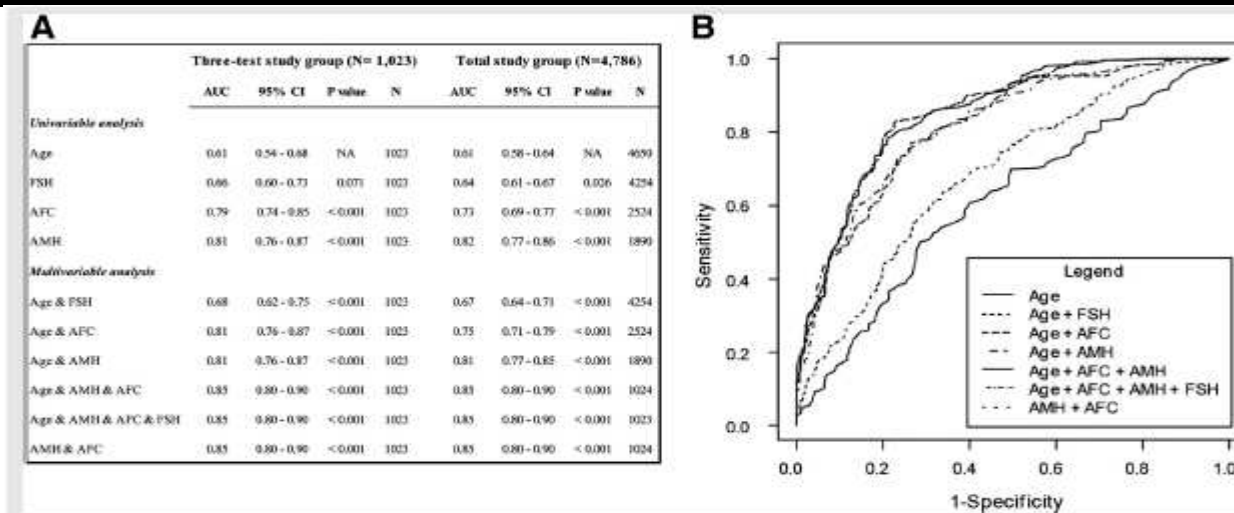 A
Three-test study group (N= 1,023) Total study group (N=4,786)
AUC 95% CI P value N AUC 95% CI P value N
Univariable analysis
Age 0.61 0.54 - 0.68 NA 1023 0.61 0.58 - 0.64 NA 4650
FSH 0.66 0.60 - 0.73 0.071 1023 0.64 0.61 - 0.67 0.026 4254
AFC 0.79 0.74 - 0.85 < 0.001 1023 0.73 0.69 - 0.77 < 0.001 2524
AMH 0.81 0.76 - 0.87 < 0.001 1023 0.82 0.77 - 0.86 < 0.001 1890
Multivariable analysis
Age & FSH 0.68 0.62 - 0.75 < 0.001 1023 0.67 0.64 - 0.71 < 0.001 4254
Age & AFC 0.81 0.76 - 0.87 < 0.001 1023 0.75 0.71 - 0.79 < 0.001 2524
Age & AMH 0.81 0.76 - 0.87 < 0.001 1023 0.81 0.77 - 0.85 < 0.001 1890
Age & AMH & AFC 0.85 0.80 - 0.90 < 0.001 1023 0.85 0.80 - 0.90 < 0.001 1024
Age & AMH & AFC & FSH 0.85 0.80 - 0.90 < 0.001 1023 0.85 0.80 - 0.90 < 0.001 1023
AMH & AFC 0.85 0.80 - 0.90 < 0.001 1023 0.85 0.80 - 0.90 < 0.001 1024
B
1.0
0.8
0.6
0.4
0.2
0.0
Sensitivity
Legend
Age
Age + FSH
Age + AFC
Age + AMH
Age + AFC + AMH
Age + AFC + AMH + FSH
AMH + AFC
0.0 0.2 0.4 0.6 0.8 1.0
1-Specificity